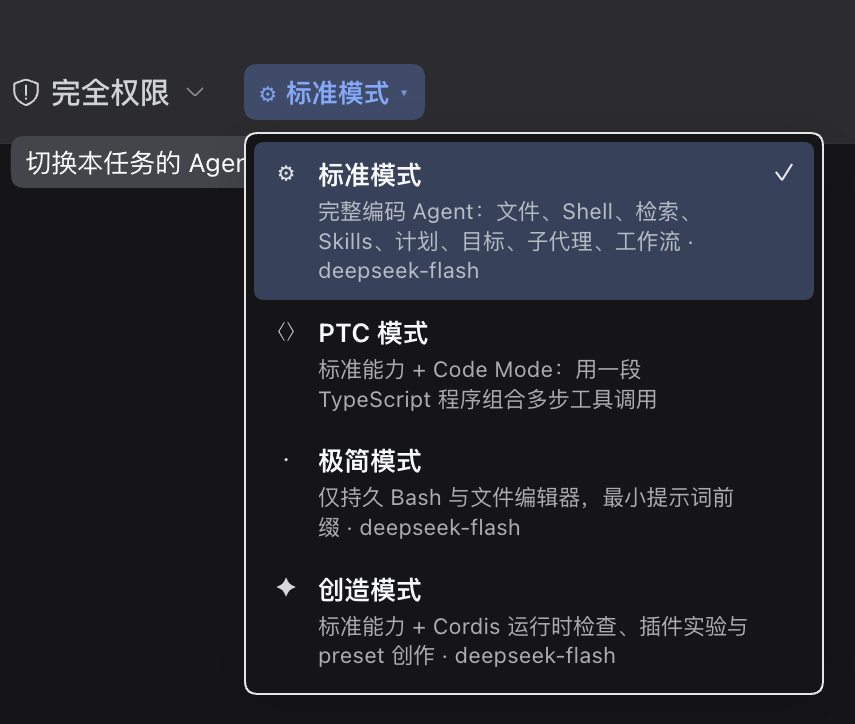 完全权限
标准模式
切换本任务的 Agen
标准模式
完整编码 Agent：文件、Shell、检索、
Skills、计划、目标、子代理、工作流 ·
deepseek-flash
PTC 模式
标准能力 + Code Mode：用一段
TypeScript 程序组合多步工具调用
极简模式
仅持久 Bash 与文件编辑器，最小提示词前
缀 · deepseek-flash
创造模式
标准能力 + Cordis 运行时检查、插件实验与
preset 创作 · deepseek-flash